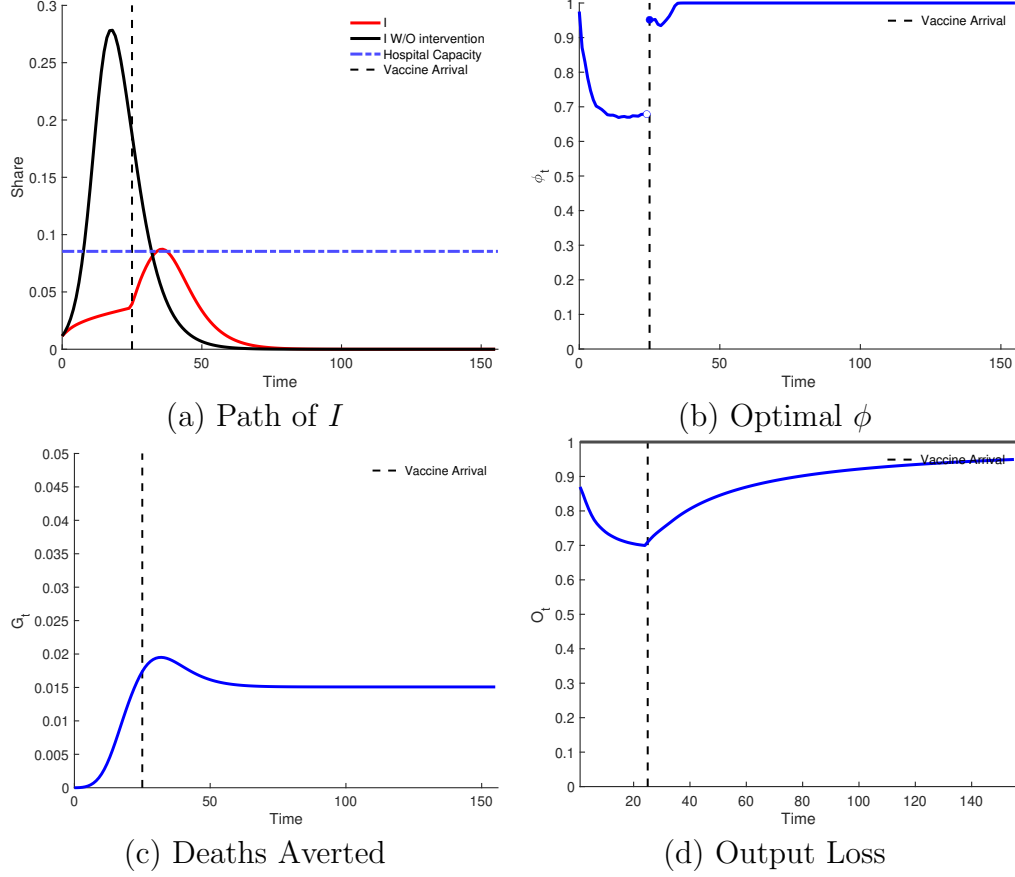 I
I W/O intervention
Hospital Capacity
Vaccine Arrival
0.3
0.25
0.2
0.15
0.1
0.05
0
Share
0 50 100 150
Time
(a) Path of I
Vaccine Arrival
1
0.9
0.8
0.7
0.6
0.5
0.4
0.3
0.2
0.1
0
ϕt
0 50 100 150
Time
(b) Optimal ϕ
Vaccine Arrival
0.05
0.045
0.04
0.035
0.03
0.025
0.02
0.015
0.01
0.005
0
Gt
0 50 100 150
Time
(c) Deaths Averted
Vaccine Arrival
1
0.9
0.8
0.7
0.6
0.5
0.4
0.3
0.2
0.1
0
Ot
20 40 60 80 100 120 140
Time
(d) Output Loss